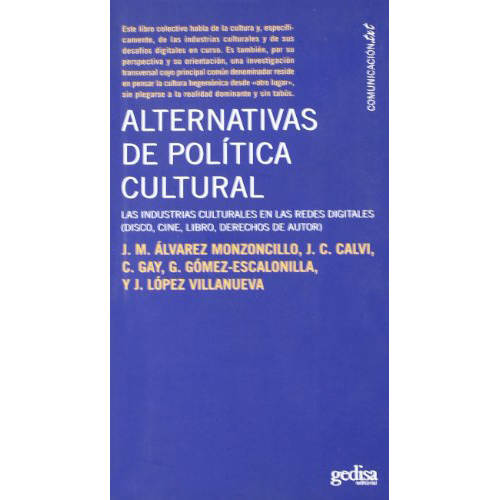 Este libro colectivo habla de la cultura y, específi-
camente, de las industrias culturales y de sus
desafíos digitales en curso. Es también, por su
perspectiva y su orientación, una investigación
transversal cuyo principal común denominador reside
en pensar la cultura hegemónica desde «otro lugar»,
sin plegarse a la realidad dominante y sin tabús.
COMUNICACIÓN.txt
ALTERNATIVAS
DE POLÍTICA
CULTURAL
LAS INDUSTRIAS CULTURALES EN LAS REDES DIGITALES
(DISCO, CINE, LIBRO, DERECHOS DE AUTOR)
J. M. ÁLVAREZ MONZONCILLO, J. C. CALVI,
C. GAY, G. GÓMEZ-ESCALONILLA,
Y J. LÓPEZ VILLANUEVA
gedisa
editorial